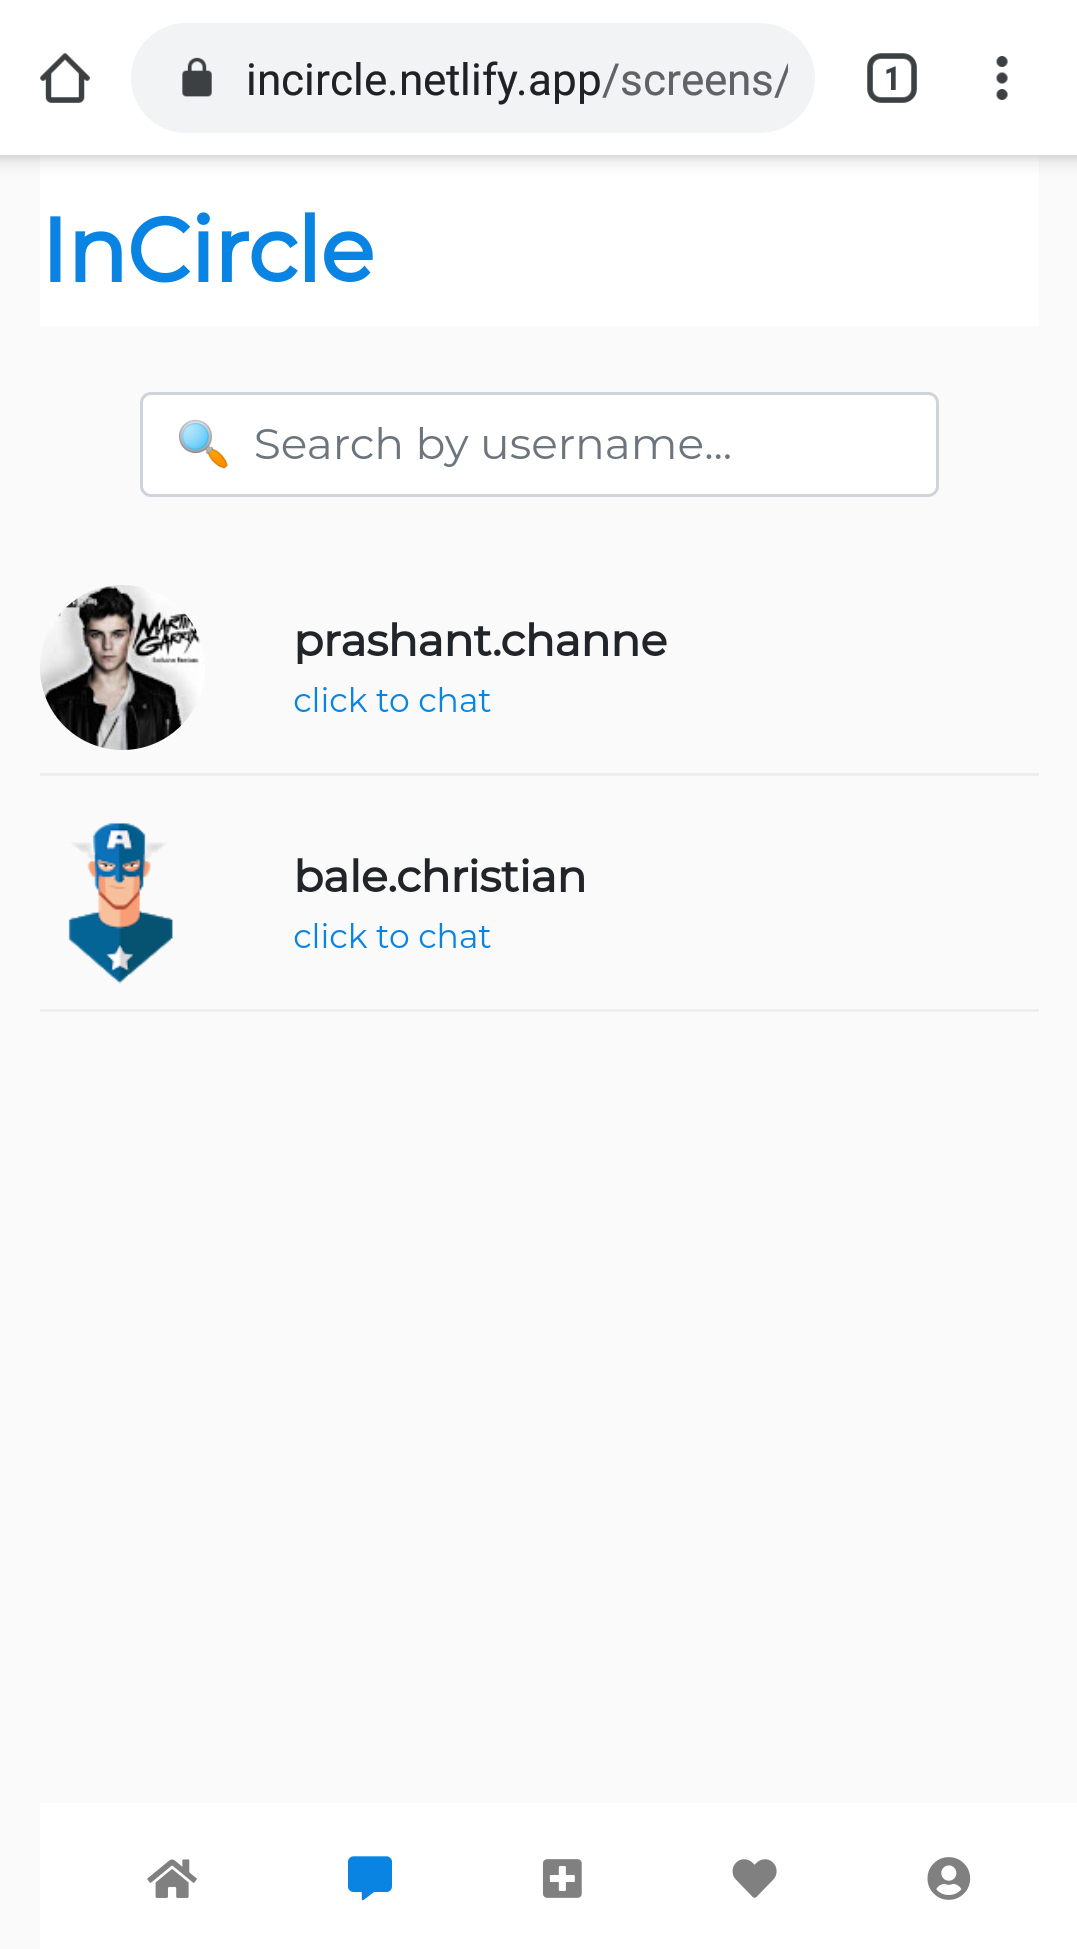 incircle.netlify.app/screens/
1
InCircle
Search by username...
MARTIN
GARRIX
prashant.channe
click to chat
A
bale.christian
click to chat